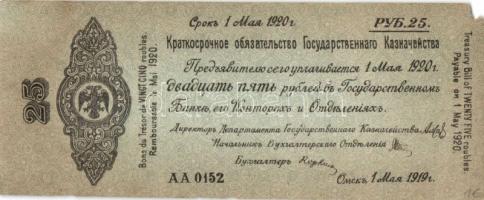 Срокъ 1 Мая 1920 г.
РУБ. 25.
Краткосрочное обязательство Государственнаго Казначейства
Предъявителю сего уплачивается 1 Мая 1920 г.
двадцать пять рублей въ Государственномъ
Банкѣ, его Конторахъ и Отдѣленіяхъ.
Директоръ Департамента Государственнаго Казначейства
Начальникъ Бухгалтерскаго Отдѣленія
Бухгалтеръ
АА 0152
Омскъ 1 Мая 1919 г.
25
Bons du Trésor de VINGT CINQ roubles.
Remboursable 1 Mai 1920.
Treasury Bill of TWENTY FIVE roubles.
Payable on 1 May 1920.